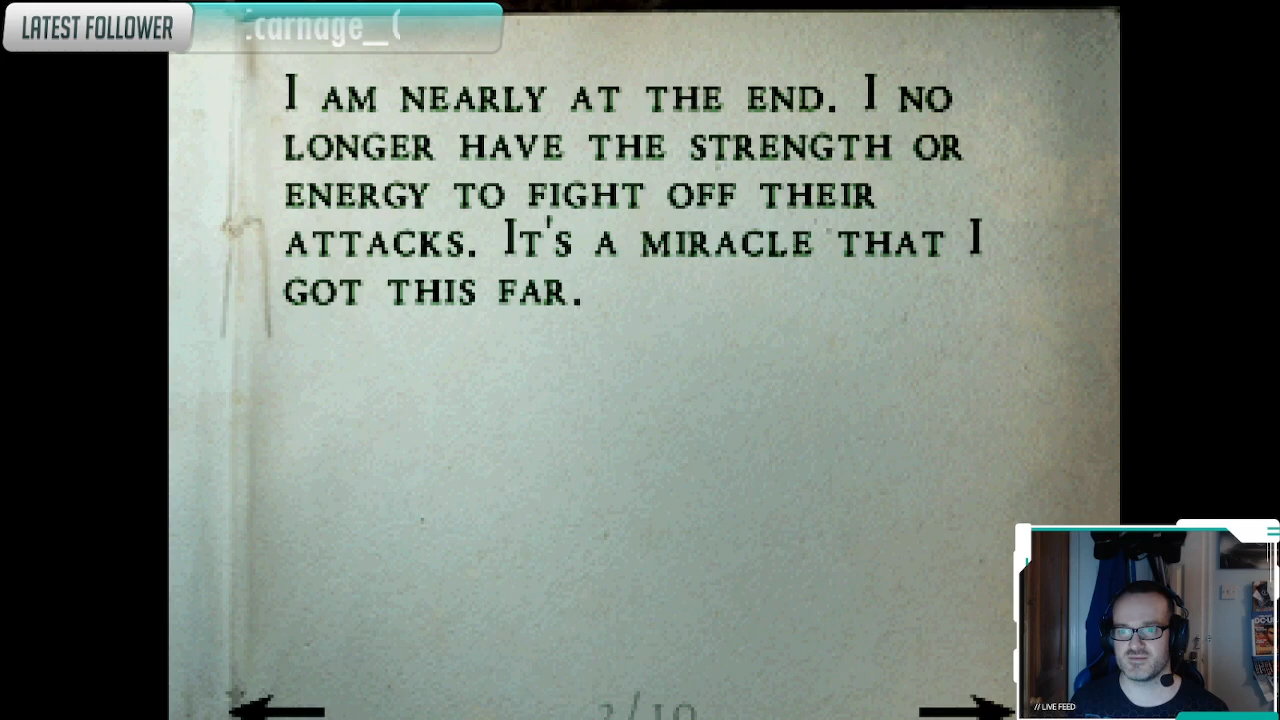 LATEST FOLLOWER
.carnage__(
I AM NEARLY AT THE END. I NO
LONGER HAVE THE STRENGTH OR
ENERGY TO FIGHT OFF THEIR
ATTACKS. IT'S A MIRACLE THAT I
GOT THIS FAR.
// LIVE FEED